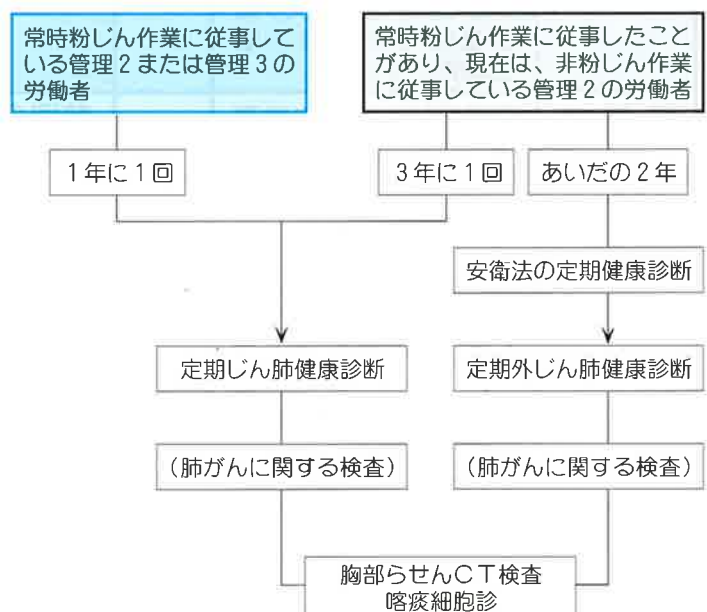 常時粉じん作業に従事して
いる管理2または管理3の
労働者
常時粉じん作業に従事したこと
があり、現在は、非粉じん作業
に従事している管理2の労働者
1年に1回
3年に1回
あいだの2年
安衛法の定期健康診断
定期じん肺健康診断
定期外じん肺健康診断
(肺がんに関する検査)
(肺がんに関する検査)
胸部らせんCT検査
喀痰細胞診